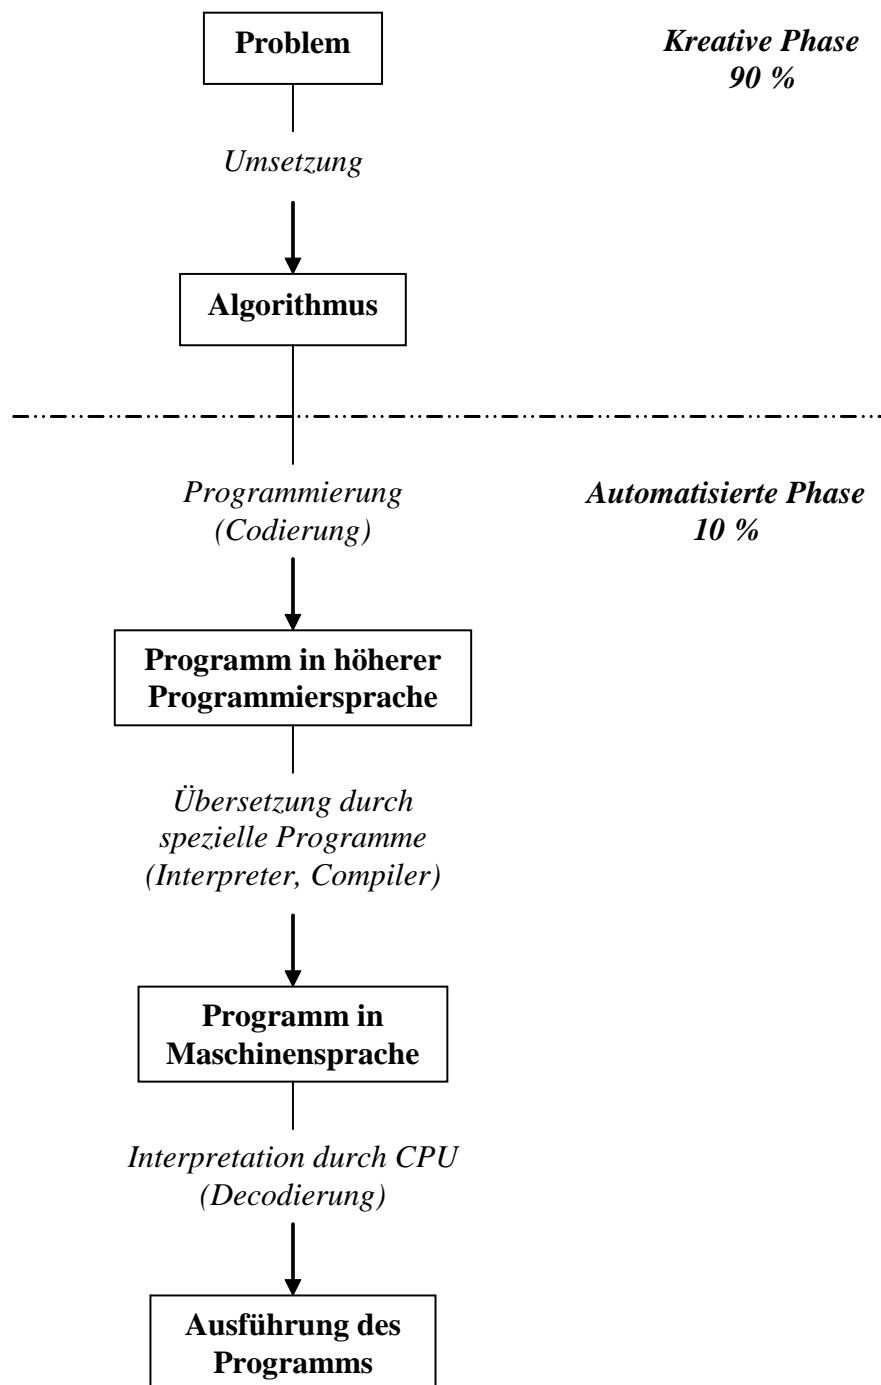 Problem
Kreative Phase
90 %
Umsetzung
Algorithmus
Programmierung
(Codierung)
Automatisierte Phase
10 %
Programm in höherer
Programmiersprache
Übersetzung durch
spezielle Programme
(Interpreter, Compiler)
Programm in
Maschinensprache
Interpretation durch CPU
(Decodierung)
Ausführung des
Programms